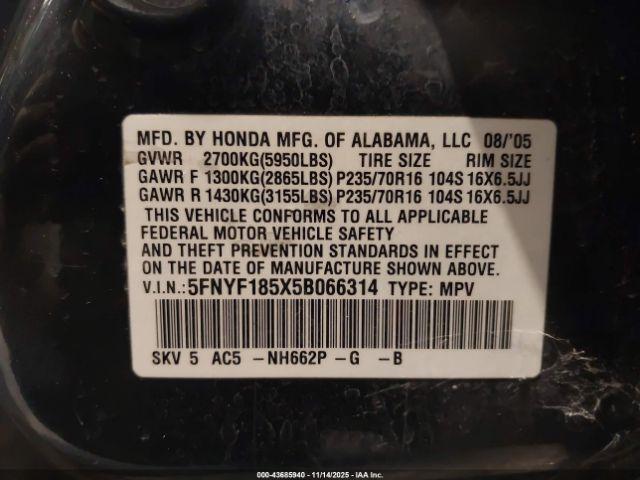 MFD. BY HONDA MFG. OF ALABAMA, LLC 08/'05
GVWR 2700KG(5950LBS) TIRE SIZE RIM SIZE
GAWR F 1300KG(2865LBS) P235/70R16 104S 16X6.5JJ
GAWR R 1430KG(3155LBS) P235/70R16 104S 16X6.5JJ
THIS VEHICLE CONFORMS TO ALL APPLICABLE
FEDERAL MOTOR VEHICLE SAFETY
AND THEFT PREVENTION STANDARDS IN EFFECT
ON THE DATE OF MANUFACTURE SHOWN ABOVE.
V.I.N.:5FNYF185X5B066314 TYPE: MPV
SKV 5 AC5 -NH662P -G -B
000-43685940 - 11/14/2025 - IAA Inc.